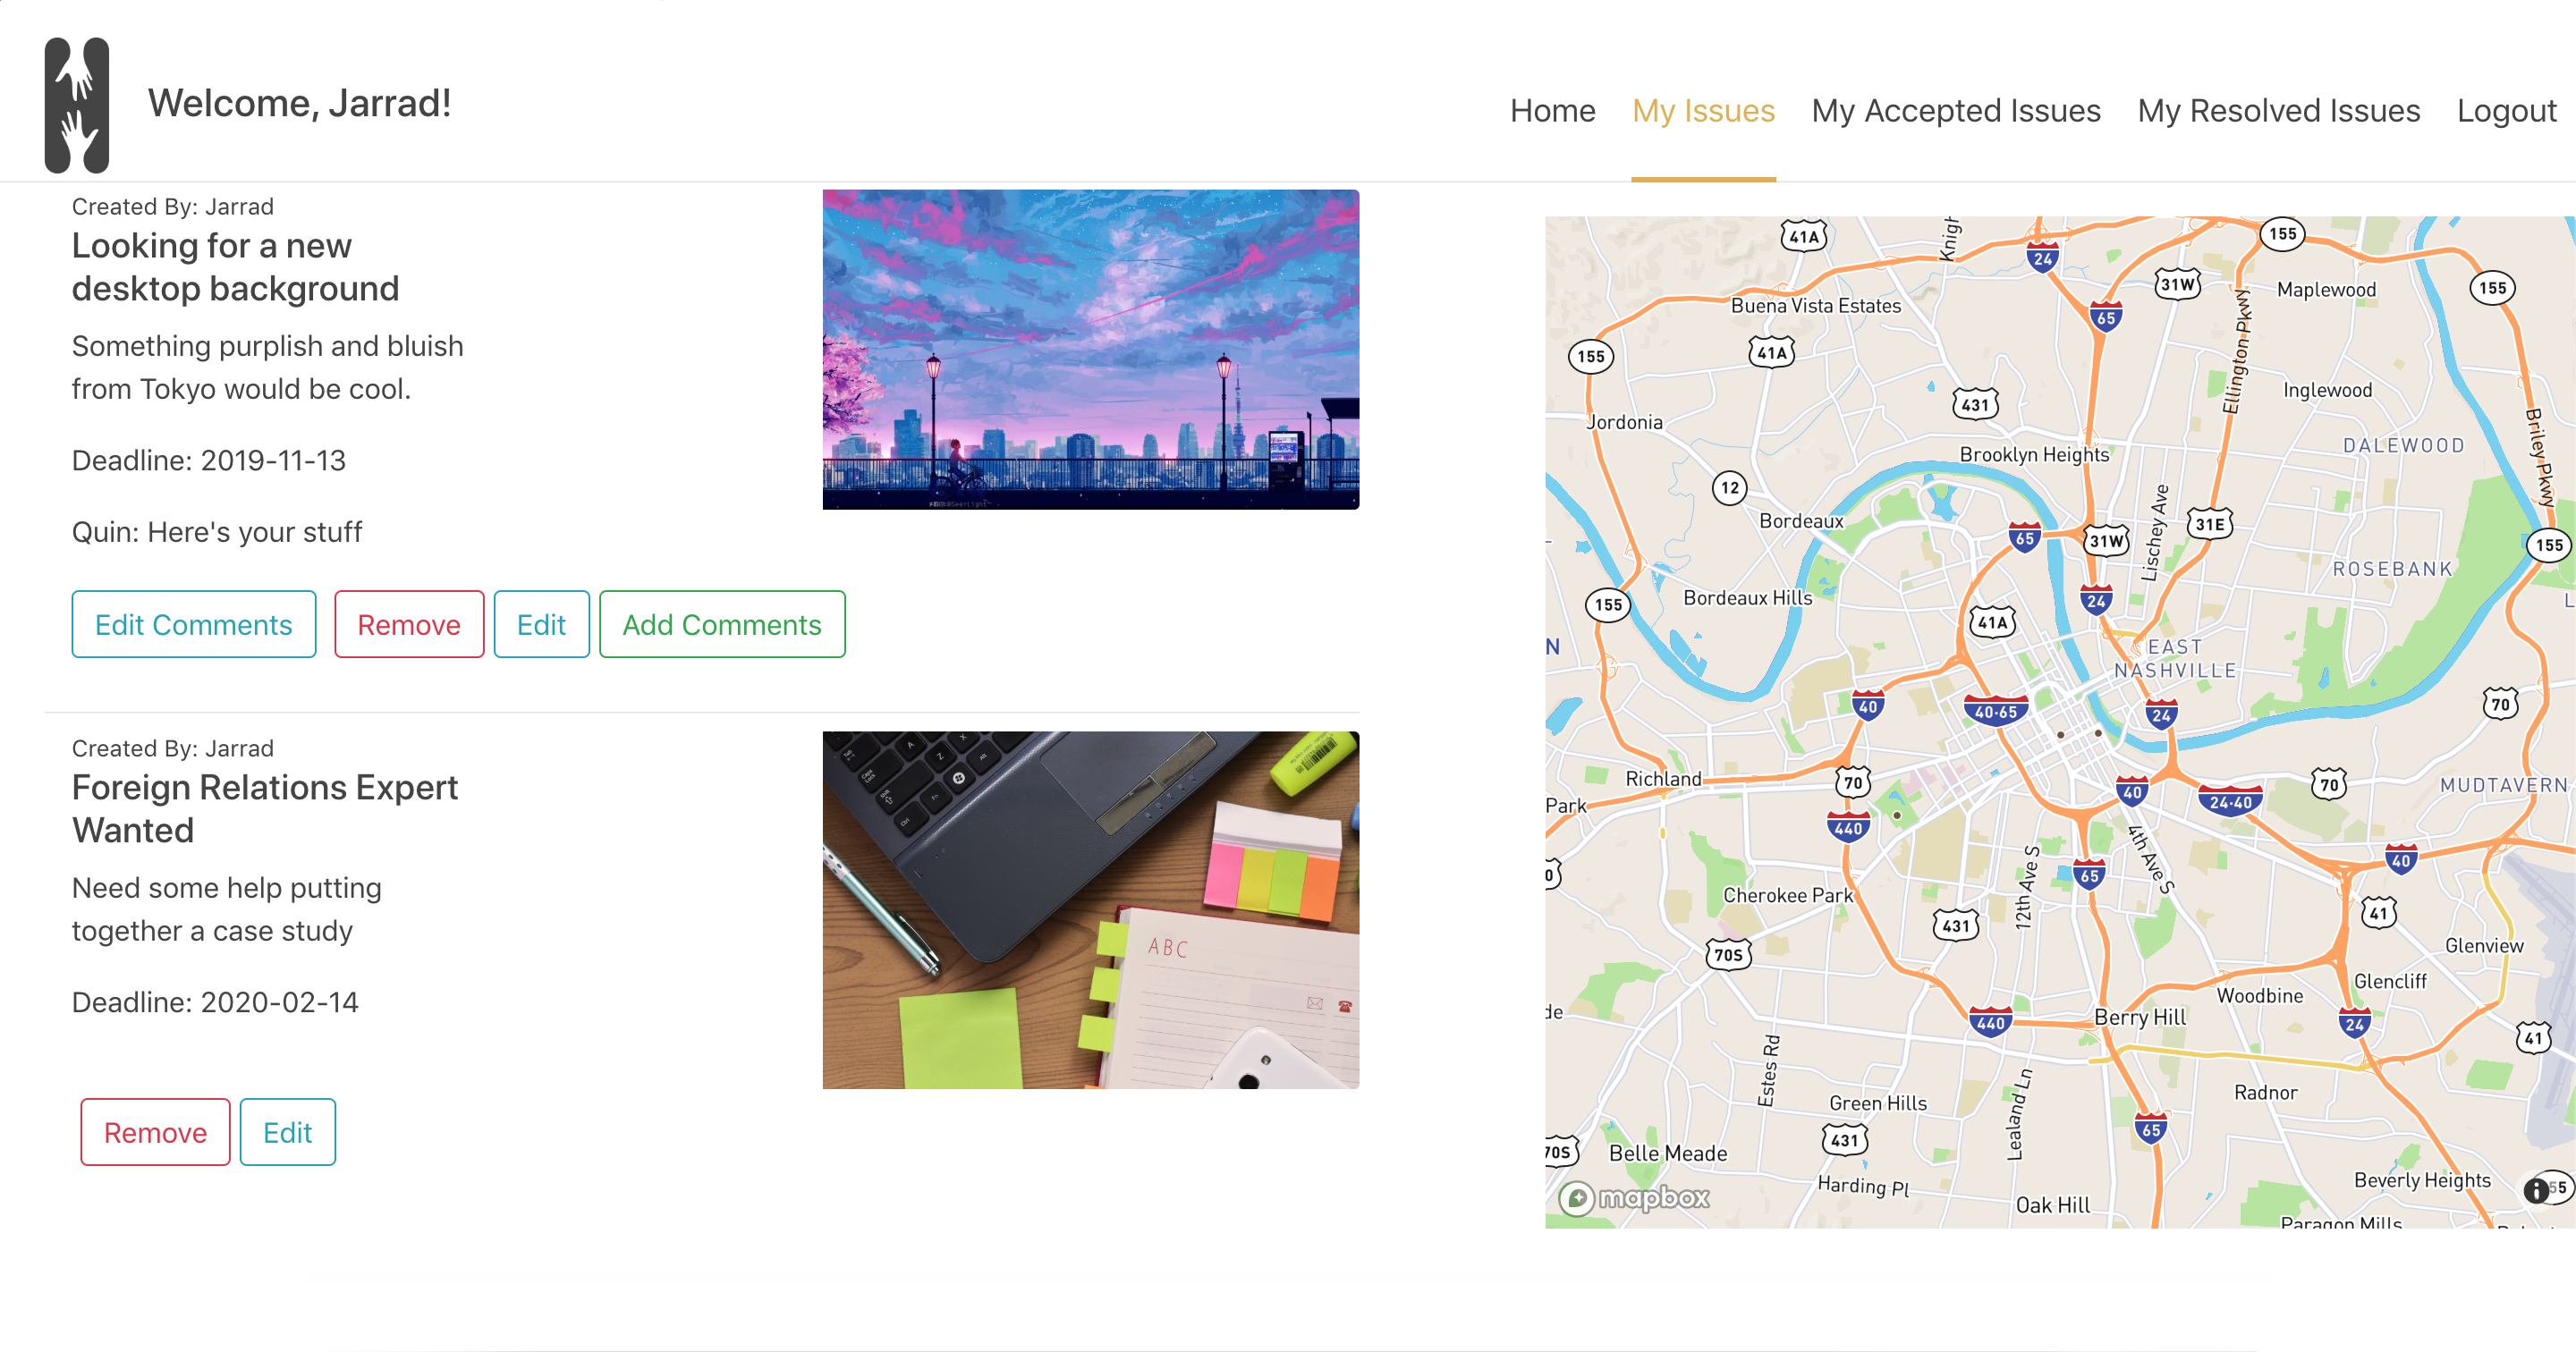 Welcome, Jarrad!
Home
My Issues
My Accepted Issues
My Resolved Issues
Logout
Created By: Jarrad
Looking for a new
desktop background
Something purplish and bluish
from Tokyo would be cool.
Deadline: 2019-11-13
Quin: Here's your stuff
Edit Comments
Remove
Edit
Add Comments
Created By: Jarrad
Foreign Relations Expert
Wanted
Need some help putting
together a case study
Deadline: 2020-02-14
Remove
Edit
ABC
41A
24
155
31W
Maplewood
155
Buena Vista Estates
65
155
41A
Ellington Pkwy
Inglewood
431
Jordonia
Briley Pkwy
Brooklyn Heights
DALEWOOD
12
Bordeaux
65
31W
Lischey Ave
31E
155
ROSEBANK
155
Bordeaux Hills
24
41A
N
EAST
NASHVILLE
40
40-65
24
70
Richland
70
40
24-40
70
MUDTAVERN
Park
440
4th Ave S
65
40
Cherokee Park
12th Ave S
431
41
70S
Glenview
Glencliff
Woodbine
de
440
Berry Hill
24
41
Estes Rd
Lealand Ln
Radnor
Green Hills
431
65
70S
Belle Meade
Harding Pl
Beverly Heights
mapbox
Oak Hill
55
Paragon Mills